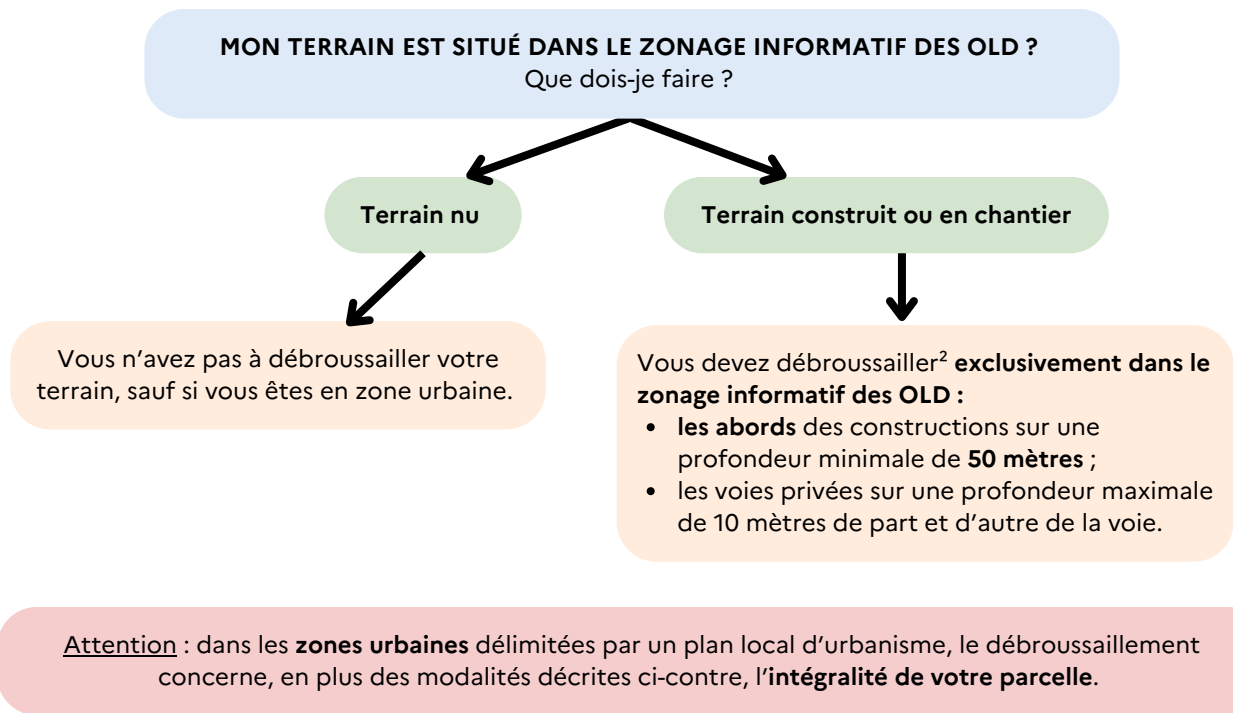 MON TERRAIN EST SITUÉ DANS LE ZONAGE INFORMATIF DES OLD ?
Que dois-je faire ?
Terrain nu
Terrain construit ou en chantier
Vous n’avez pas à débroussailler votre
terrain, sauf si vous êtes en zone urbaine.
Vous devez débroussailler² exclusivement dans le
zonage informatif des OLD :
• les abords des constructions sur une
profondeur minimale de 50 mètres ;
• les voies privées sur une profondeur maximale
de 10 mètres de part et d’autre de la voie.
Attention : dans les zones urbaines délimitées par un plan local d’urbanisme, le débroussaillement
concerne, en plus des modalités décrites ci-contre, l’intégralité de votre parcelle.